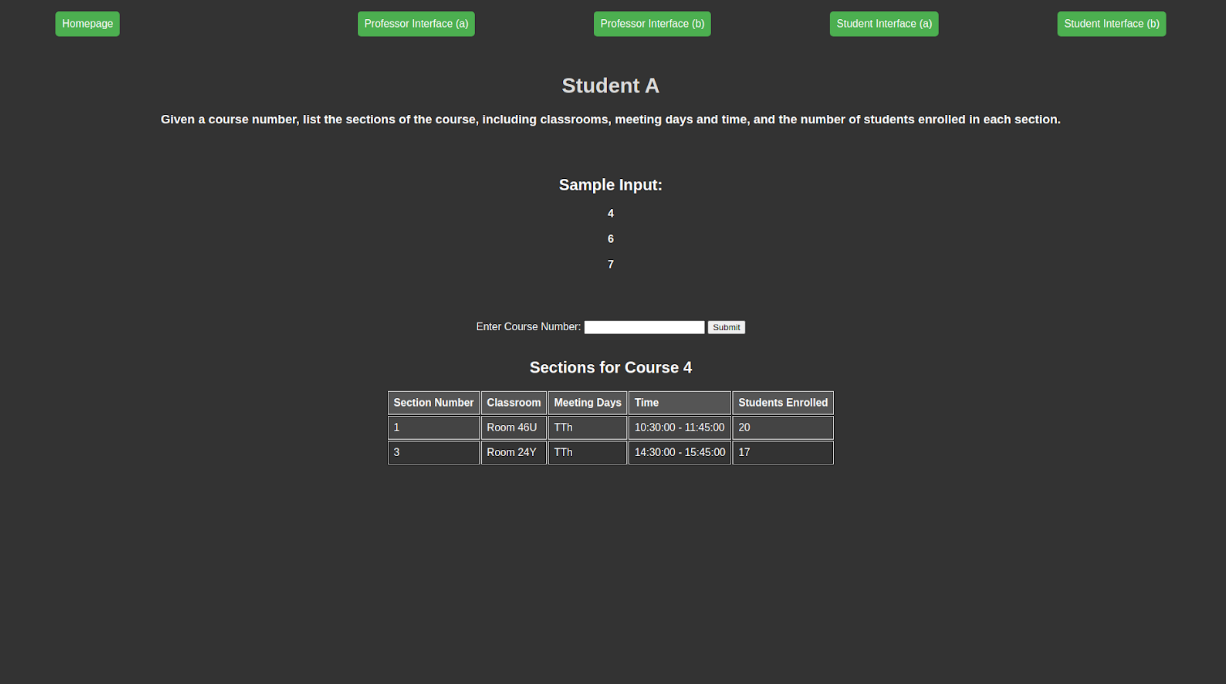 Homepage Professor Interface (a) Professor Interface (b) Student Interface (a) Student Interface (b)
Student A
Given a course number, list the sections of the course, including classrooms, meeting days and time, and the number of students enrolled in each section.
Sample Input:
4
6
7
Enter Course Number: Submit
Sections for Course 4
Section Number Classroom Meeting Days Time Students Enrolled
1 Room 46U TTh 10:30:00 - 11:45:00 20
3 Room 24Y TTh 14:30:00 - 15:45:00 17